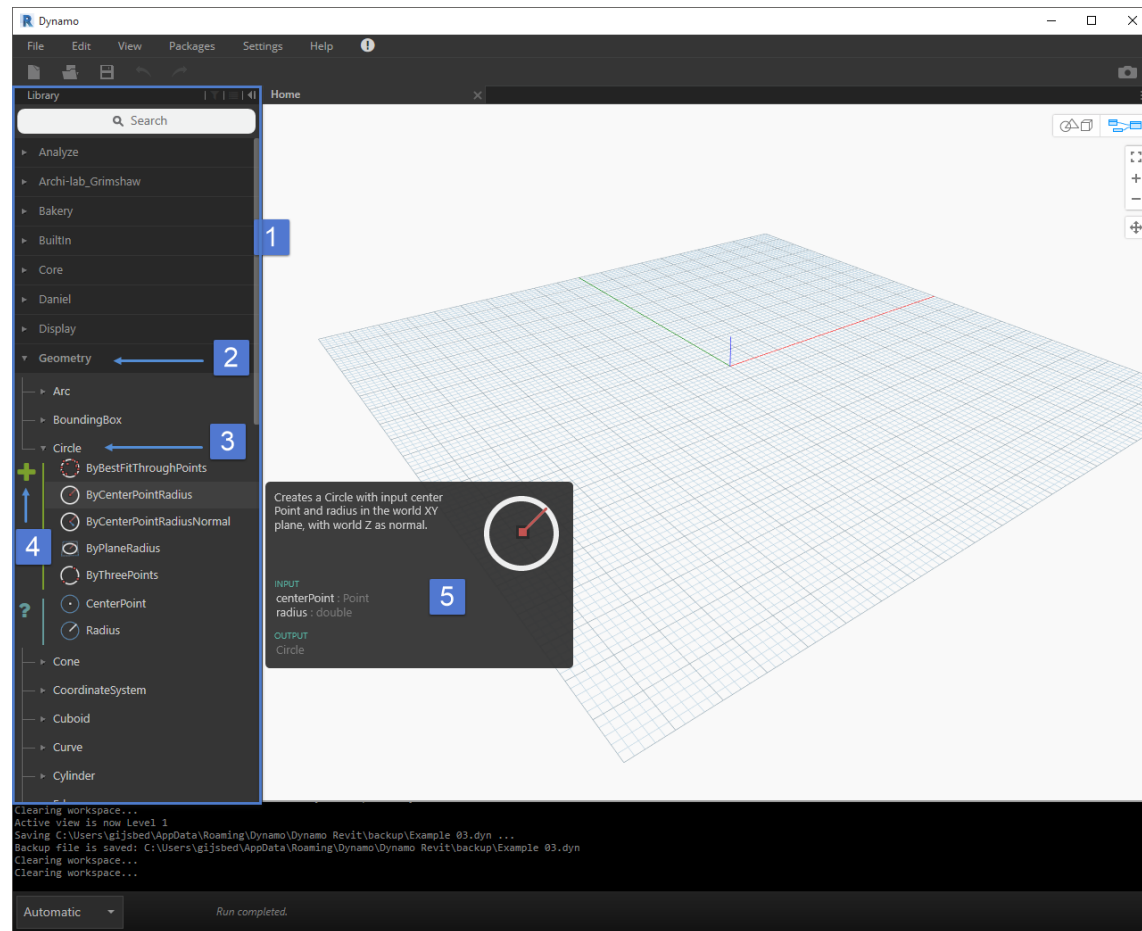 Dynamo
File Edit View Packages Settings Help
Library
Home
Search
Analyze
Archi-lab_Grimshaw
Bakery
1
BuiltIn
Core
Daniel
Display
Geometry
2
Arc
BoundingBox
Circle
3
ByBestFitThroughPoints
ByCenterPointRadius
ByCenterPointRadiusNormal
4
ByPlaneRadius
ByThreePoints
?
CenterPoint
Radius
Cone
CoordinateSystem
Cuboid
Curve
Cylinder
Creates a Circle with input center
Point and radius in the world XY
plane, with world Z as normal.
INPUT
centerPoint : Point
radius : double
5
OUTPUT
Circle
Clearing workspace...
Active view is now Level 1
Saving C:\Users\gijsbed\AppData\Roaming\Dynamo\Dynamo Revit\backup\Example 03.dyn ...
Backup file is saved: C:\Users\gijsbed\AppData\Roaming\Dynamo\Dynamo Revit\backup\Example 03.dyn
Clearing workspace...
Clearing workspace...
Automatic
Run completed.